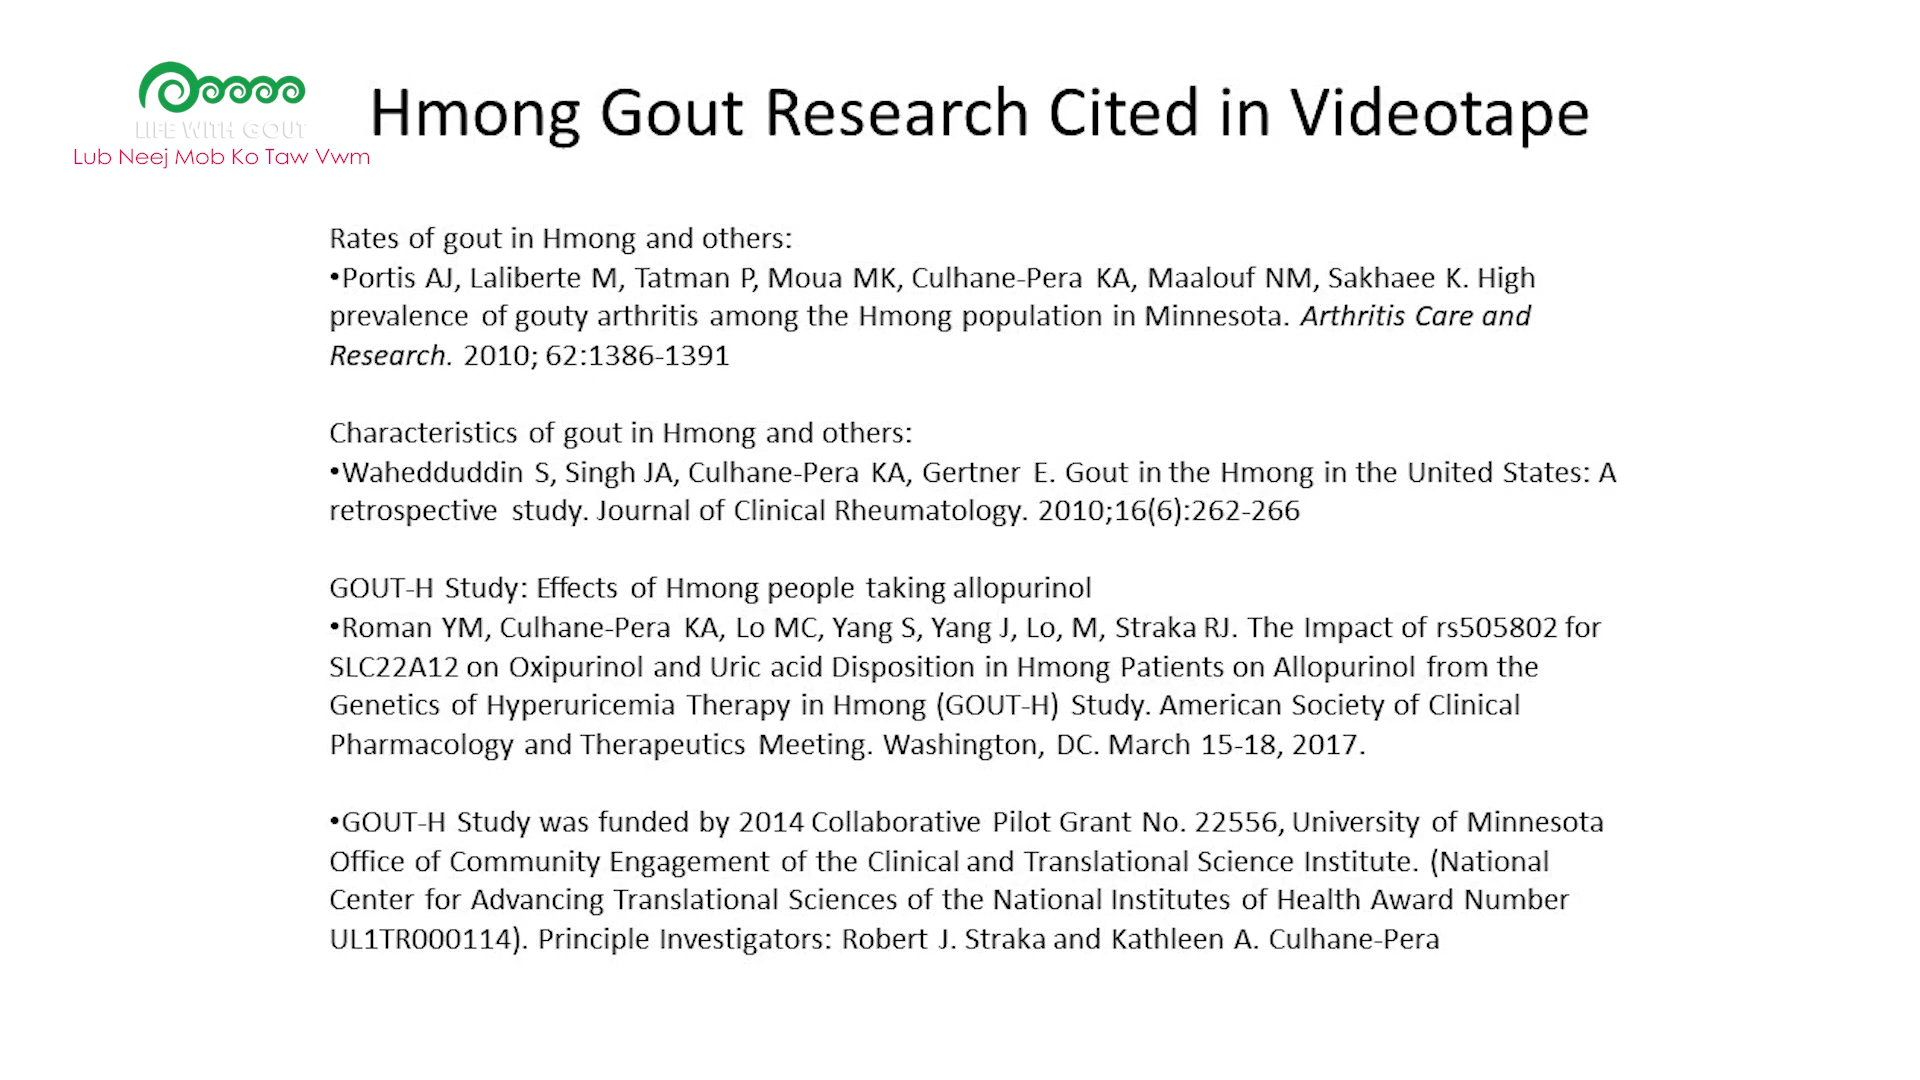 LIFE WITH GOUT
Lub Neej Mob Ko Taw Vwm
Hmong Gout Research Cited in Videotape
Rates of gout in Hmong and others:
•Portis AJ, Laliberte M, Tatman P, Moua MK, Culhane-Pera KA, Maalouf NM, Sakhaee K. High
prevalence of gouty arthritis among the Hmong population in Minnesota. Arthritis Care and
Research. 2010; 62:1386-1391
Characteristics of gout in Hmong and others:
•Wahedduddin S, Singh JA, Culhane-Pera KA, Gertner E. Gout in the Hmong in the United States: A
retrospective study. Journal of Clinical Rheumatology. 2010;16(6):262-266
GOUT-H Study: Effects of Hmong people taking allopurinol
•Roman YM, Culhane-Pera KA, Lo MC, Yang S, Yang J, Lo, M, Straka RJ. The Impact of rs505802 for
SLC22A12 on Oxipurinol and Uric acid Disposition in Hmong Patients on Allopurinol from the
Genetics of Hyperuricemia Therapy in Hmong (GOUT-H) Study. American Society of Clinical
Pharmacology and Therapeutics Meeting. Washington, DC. March 15-18, 2017.
•GOUT-H Study was funded by 2014 Collaborative Pilot Grant No. 22556, University of Minnesota
Office of Community Engagement of the Clinical and Translational Science Institute. (National
Center for Advancing Translational Sciences of the National Institutes of Health Award Number
UL1TR000114). Principle Investigators: Robert J. Straka and Kathleen A. Culhane-Pera